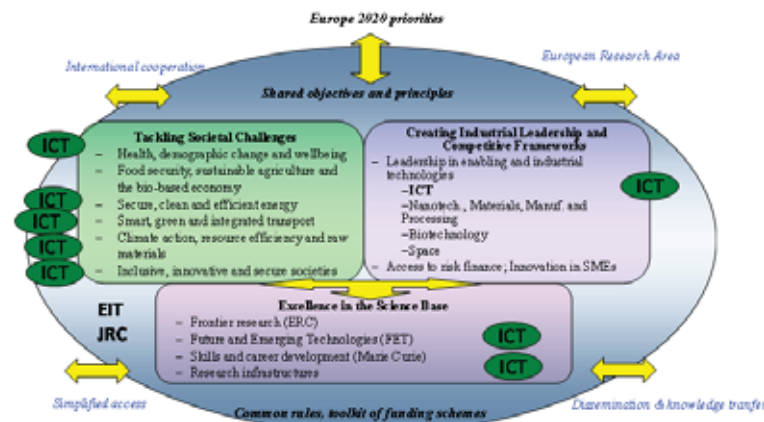 Europe 2020 priorities
International cooperation
European Research Area
Shared objectives and principles
Tackling Societal Challenges
– Health, demographic change and wellbeing
– Food security, sustainable agriculture and
the bio-based economy
– Secure, clean and efficient energy
– Smart, green and integrated transport
– Climate action, resource efficiency and raw
materials
– Inclusive, innovative and secure societies
ICT
ICT
ICT
ICT
ICT
Creating Industrial Leadership and
Competitive Frameworks
– Leadership in enabling and industrial
technologies
–ICT
–Nanotech., Materials, Manuf. and
Processing
–Biotechnology
–Space
– Access to risk finance; Innovation in SMEs
ICT
EIT
JRC
Excellence in the Science Base
– Frontier research (ERC)
– Future and Emerging Technologies (FET)
– Skills and career development (Marie Curie)
– Research infrastructures
ICT
ICT
Simplified access
Common rules, toolkit of funding schemes
Dissemination & knowledge tranfer